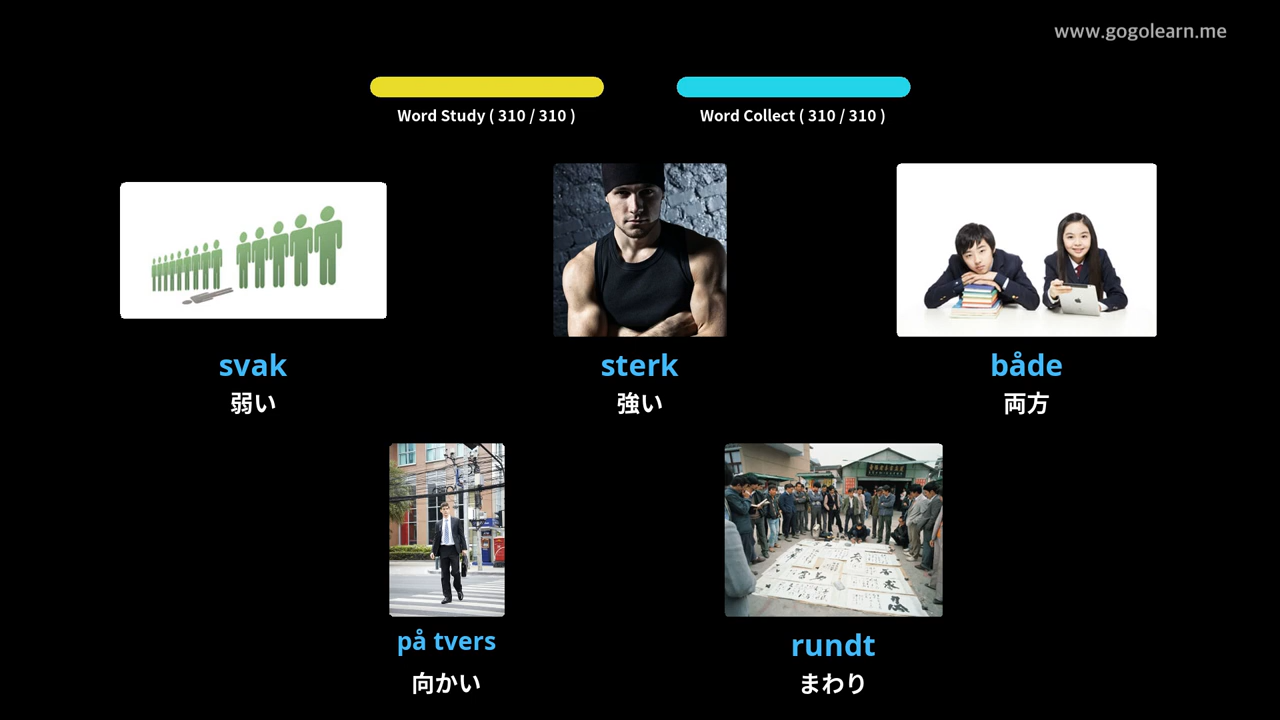 www.gogolearn.me
Word Study ( 310 / 310 )
Word Collect ( 310 / 310 )
svak
弱い
sterk
強い
både
両方
på tvers
向かい
rundt
まわり